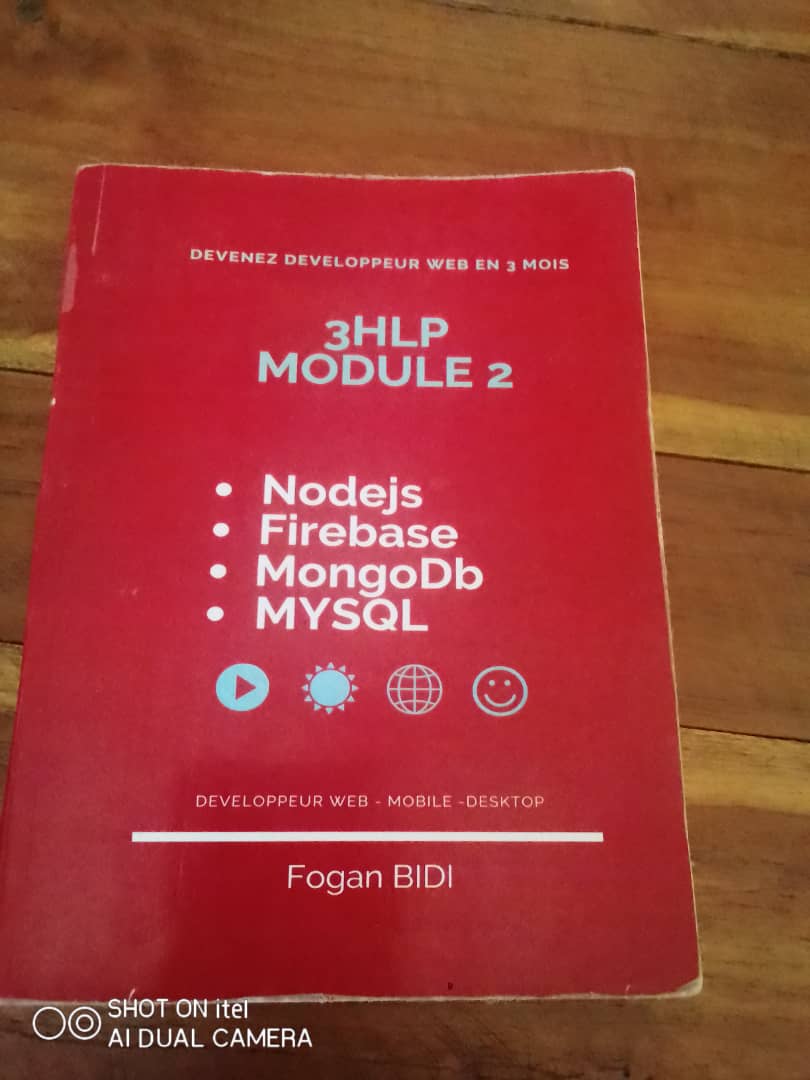 DEVENEZ DEVELOPPEUR WEB EN 3 MOIS
3HLP
MODULE 2
• Nodejs
• Firebase
• MongoDb
• MYSQL
DEVELOPPEUR WEB - MOBILE -DESKTOP
Fogan BIDI
SHOT ON itel
AI DUAL CAMERA